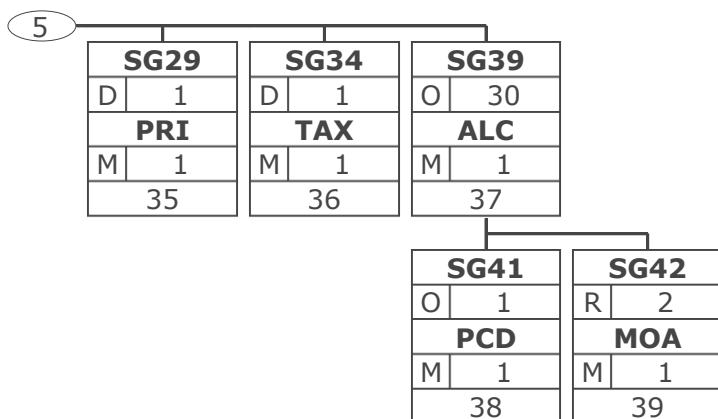 5
SG29 SG34 SG39
D 1 D 1 O 30
PRI TAX ALC
M 1 M 1 M 1
35 36 37
SG41 SG42
O 1 R 2
PCD MOA
M 1 M 1
38 39